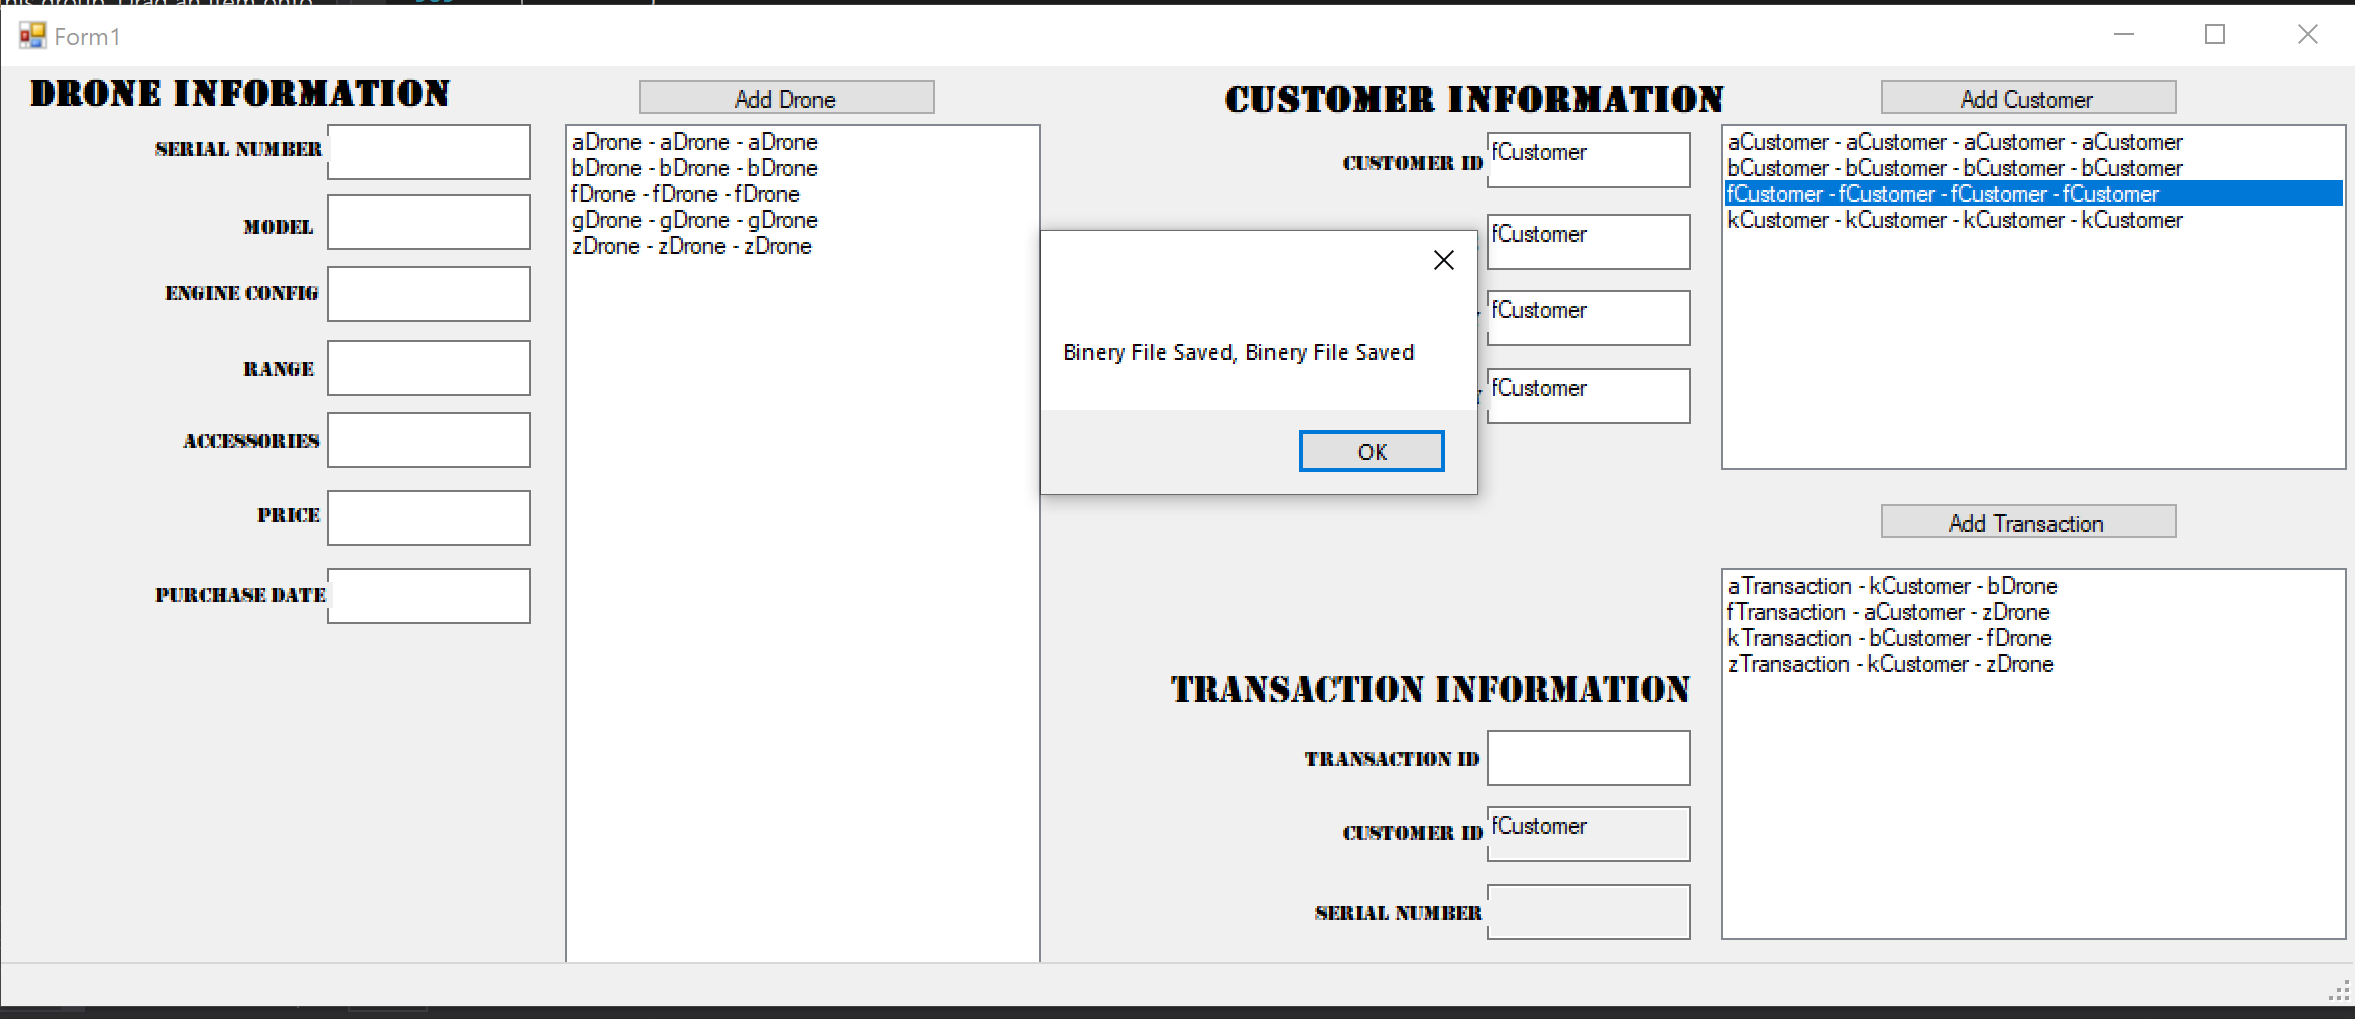 Form1
DRONE INFORMATION
Add Drone
SERIAL NUMBER
MODEL
ENGINE CONFIG
RANGE
ACCESSORIES
PRICE
PURCHASE DATE
aDrone - aDrone - aDrone
bDrone - bDrone - bDrone
fDrone - fDrone - fDrone
gDrone - gDrone - gDrone
zDrone - zDrone - zDrone
CUSTOMER INFORMATION
Add Customer
CUSTOMER ID
fCustomer
fCustomer
fCustomer
fCustomer
aCustomer - aCustomer - aCustomer - aCustomer
bCustomer - bCustomer - bCustomer - bCustomer
fCustomer - fCustomer - fCustomer - fCustomer
kCustomer - kCustomer - kCustomer - kCustomer
Binery File Saved, Binery File Saved
OK
Add Transaction
aTransaction - kCustomer - bDrone
fTransaction - aCustomer - zDrone
kTransaction - bCustomer - fDrone
zTransaction - kCustomer - zDrone
TRANSACTION INFORMATION
TRANSACTION ID
CUSTOMER ID
fCustomer
SERIAL NUMBER